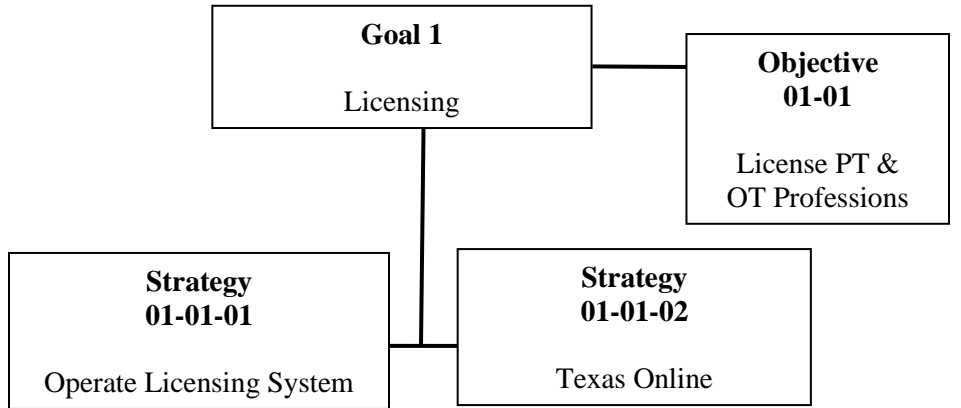 Goal 1
Licensing
Objective
01-01
License PT &
OT Professions
Strategy
01-01-01
Operate Licensing System
Strategy
01-01-02
Texas Online